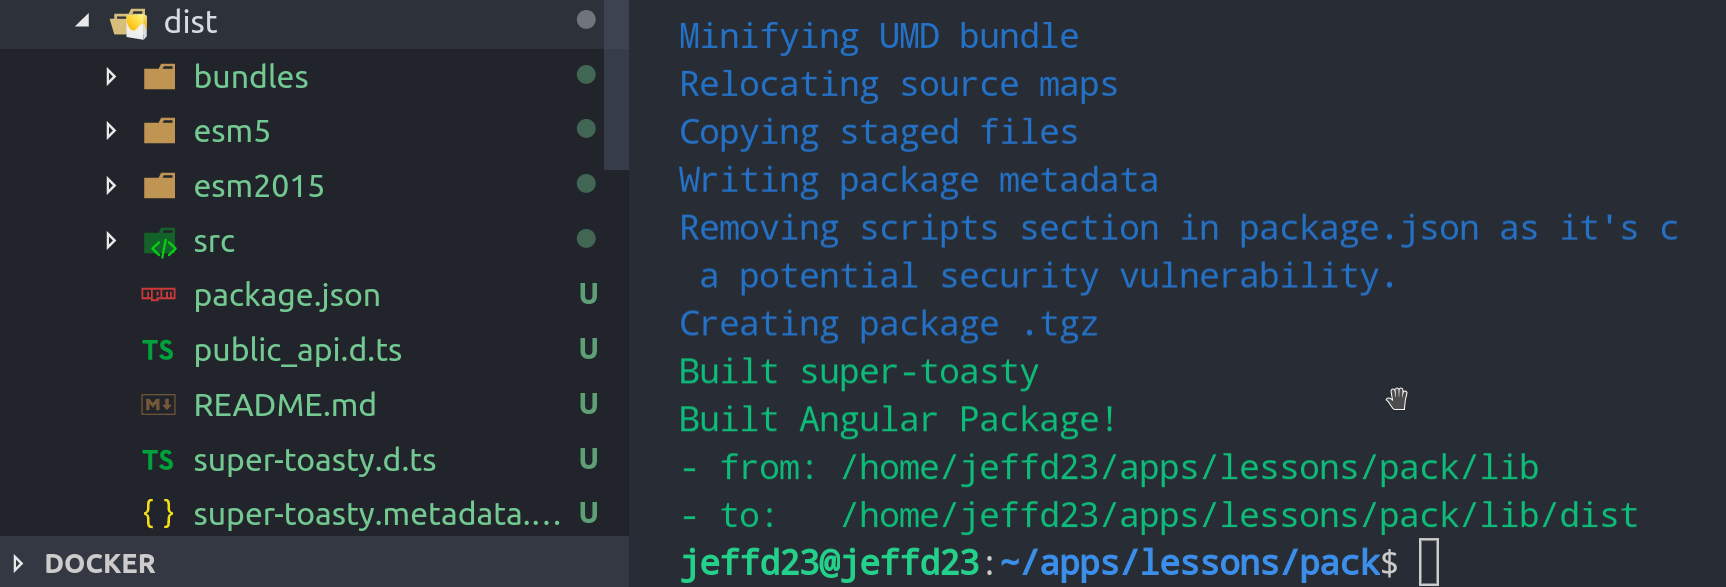 dist
bundles
esm5
esm2015
src
package.json U
public_api.d.ts U
README.md U
super-toasty.d.ts U
super-toasty.metadata.... U
DOCKER
Minifying UMD bundle
Relocating source maps
Copying staged files
Writing package metadata
Removing scripts section in package.json as it's c
a potential security vulnerability.
Creating package .tgz
Built super-toasty
Built Angular Package!
- from: /home/jeffd23/apps/lessons/pack/lib
- to:   /home/jeffd23/apps/lessons/pack/lib/dist
jeffd23@jeffd23:~/apps/lessons/pack$